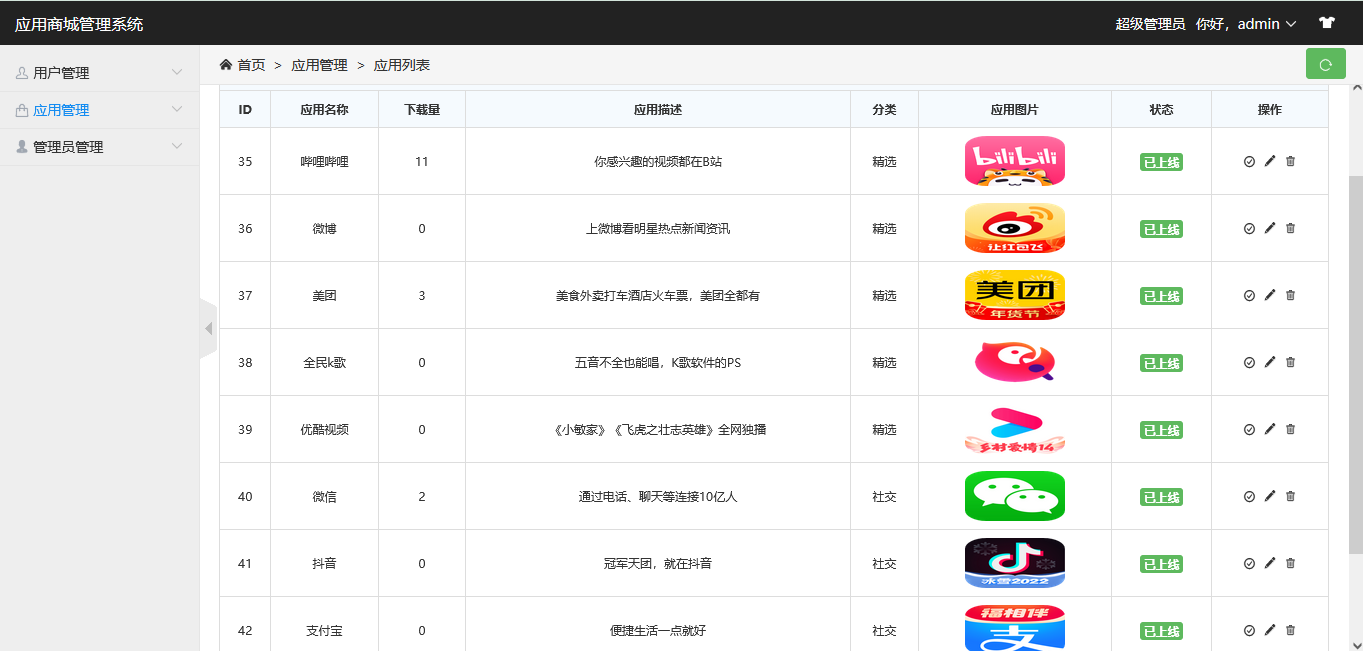 应用商城管理系统
超级管理员 你好，admin
用户管理
应用管理
管理员管理
首页 > 应用管理 > 应用列表
ID 应用名称 下载量 应用描述 分类 应用图片 状态 操作
35 哔哩哔哩 11 你感兴趣的视频都在B站 精选 bilibili 已上线
36 微博 0 上微博看明星热点新闻资讯 精选 让红包飞 已上线
37 美团 3 美食外卖打车酒店火车票，美团全都有 精选 美团 年货节 已上线
38 全民k歌 0 五音不全也能唱，K歌软件的PS 精选 已上线
39 优酷视频 0 《小敏家》《飞虎之壮志英雄》全网独播 精选 乡村爱情14 已上线
40 微信 2 通过电话、聊天等连接10亿人 社交 已上线
41 抖音 0 冠军天团，就在抖音 社交 冰雪2022 已上线
42 支付宝 0 便捷生活一点就好 社交 福相伴 支 已上线